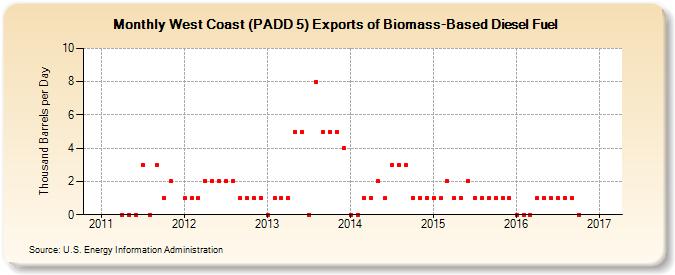 Monthly West Coast (PADD 5) Exports of Biomass-Based Diesel Fuel
Thousand Barrels per Day
10
8
6
4
2
0
2011 2012 2013 2014 2015 2016 2017
Source: U.S. Energy Information Administration